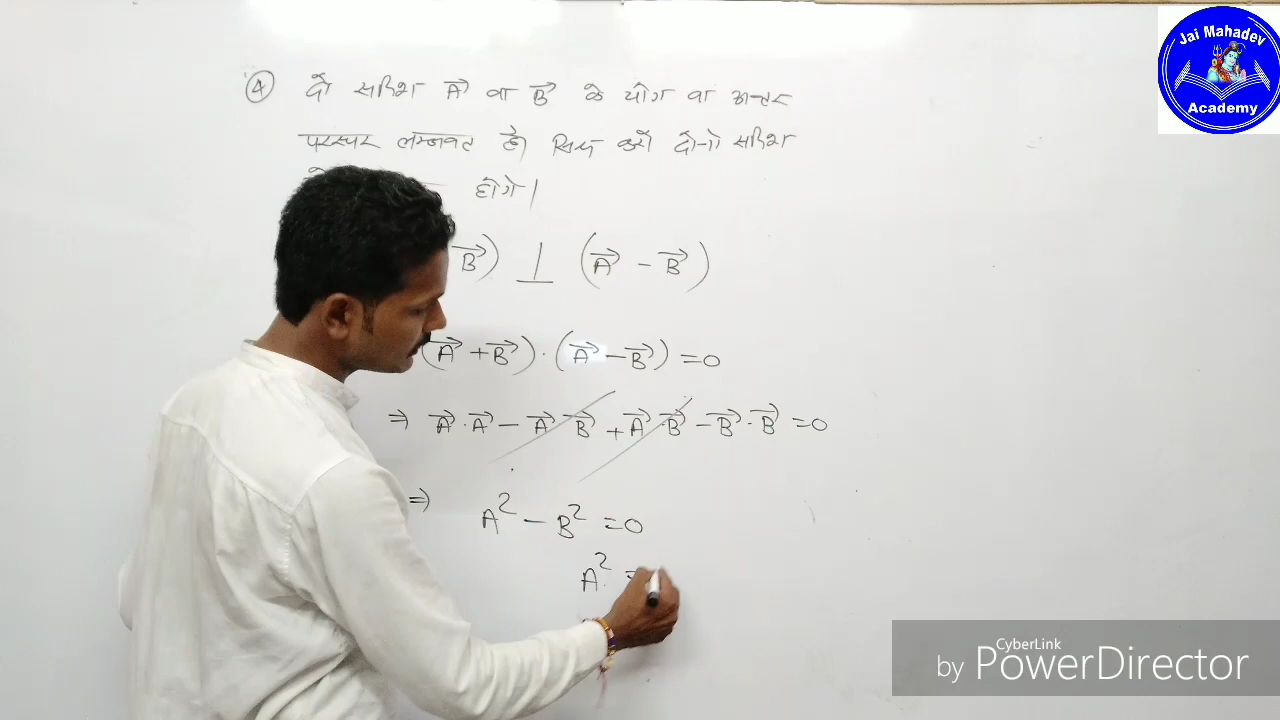 Jai Mahadev
Academy
④ दो सदिश A⃗ वा B⃗ के योग वा अन्तर
परस्पर लम्बवत है। सिद्ध करों दोनो सदिश
होंगे।
B⃗) ⊥ (A⃗ − B⃗)
(A⃗ + B⃗) · (A⃗ − B⃗) = 0
⇒ A⃗ · A⃗ − A⃗ · B⃗ + A⃗ · B⃗ − B⃗ · B⃗ = 0
⇒ A² − B² = 0
A² =
CyberLink
by PowerDirector